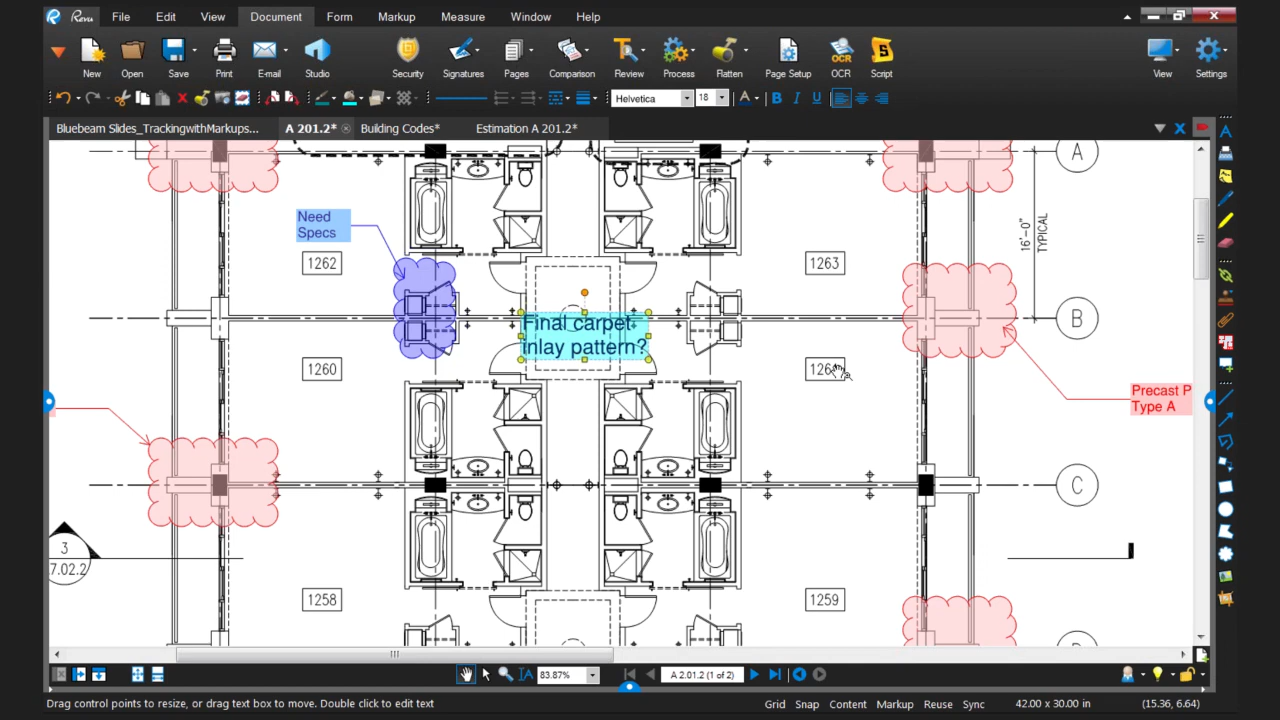 Revu File Edit View Document Form Markup Measure Window Help
New Open Save Print E-mail Studio Security Signatures Pages Comparison Review Process Flatten Page Setup OCR Script View Settings
Helvetica 18 A B I U
Bluebeam Slides_TrackingwithMarkups... A 201.2* Building Codes* Estimation A 201.2*
A
Need
Specs
16'-0"
TYPICAL
1262
1263
B
Final carpet
inlay pattern?
1260
Precast P
Type A
C
3
7.02.2
1258
1259
83.87%
A 2.01.2 (1 of 2)
Drag control points to resize, or drag text box to move. Double click to edit text
Grid Snap Content Markup Reuse Sync 42.00 x 30.00 in (15.36, 6.64)